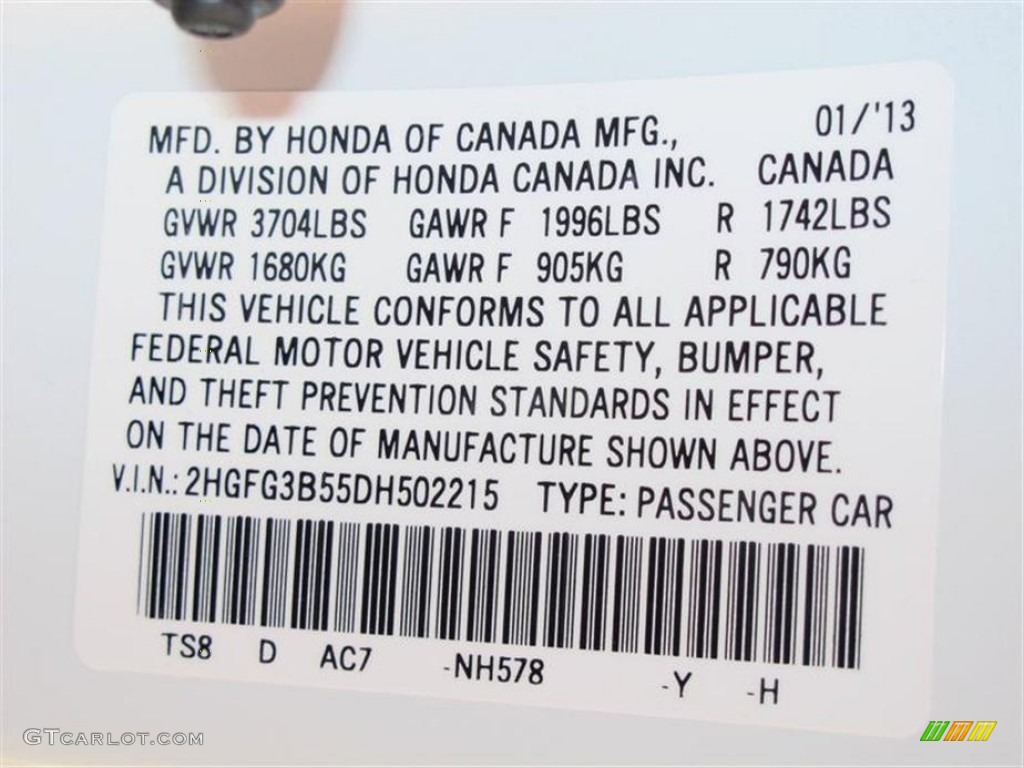 MFD. BY HONDA OF CANADA MFG., 01/'13
A DIVISION OF HONDA CANADA INC. CANADA
GVWR 3704LBS GAWR F 1996LBS R 1742LBS
GVWR 1680KG GAWR F 905KG R 790KG
THIS VEHICLE CONFORMS TO ALL APPLICABLE
FEDERAL MOTOR VEHICLE SAFETY, BUMPER,
AND THEFT PREVENTION STANDARDS IN EFFECT
ON THE DATE OF MANUFACTURE SHOWN ABOVE.
V.I.N.: 2HGFG3B55DH502215 TYPE: PASSENGER CAR
TS8 D AC7 -NH578 -Y -H
GTCARLOT.COM